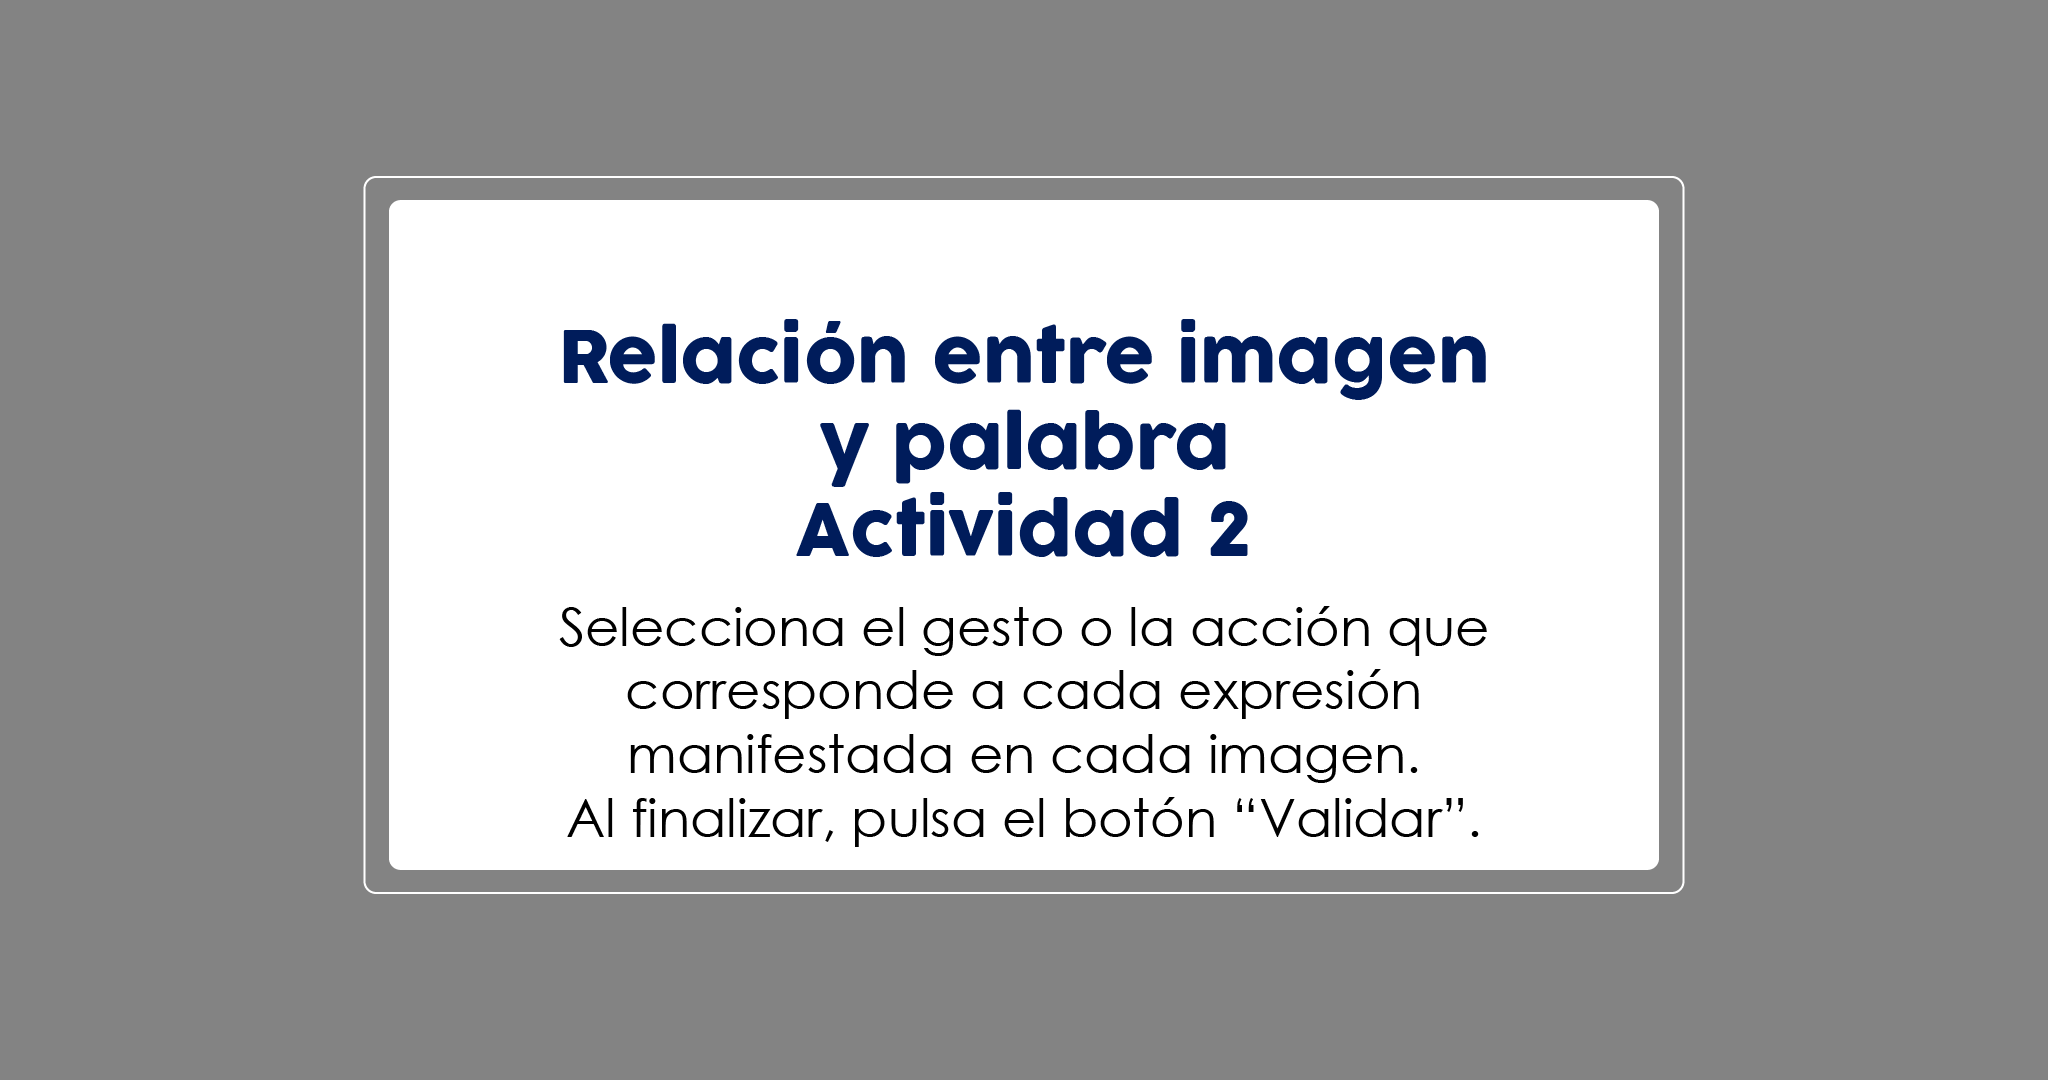 Relación entre imagen
y palabra
Actividad 2
Selecciona el gesto o la acción que
corresponde a cada expresión
manifestada en cada imagen.
Al finalizar, pulsa el botón “Validar”.